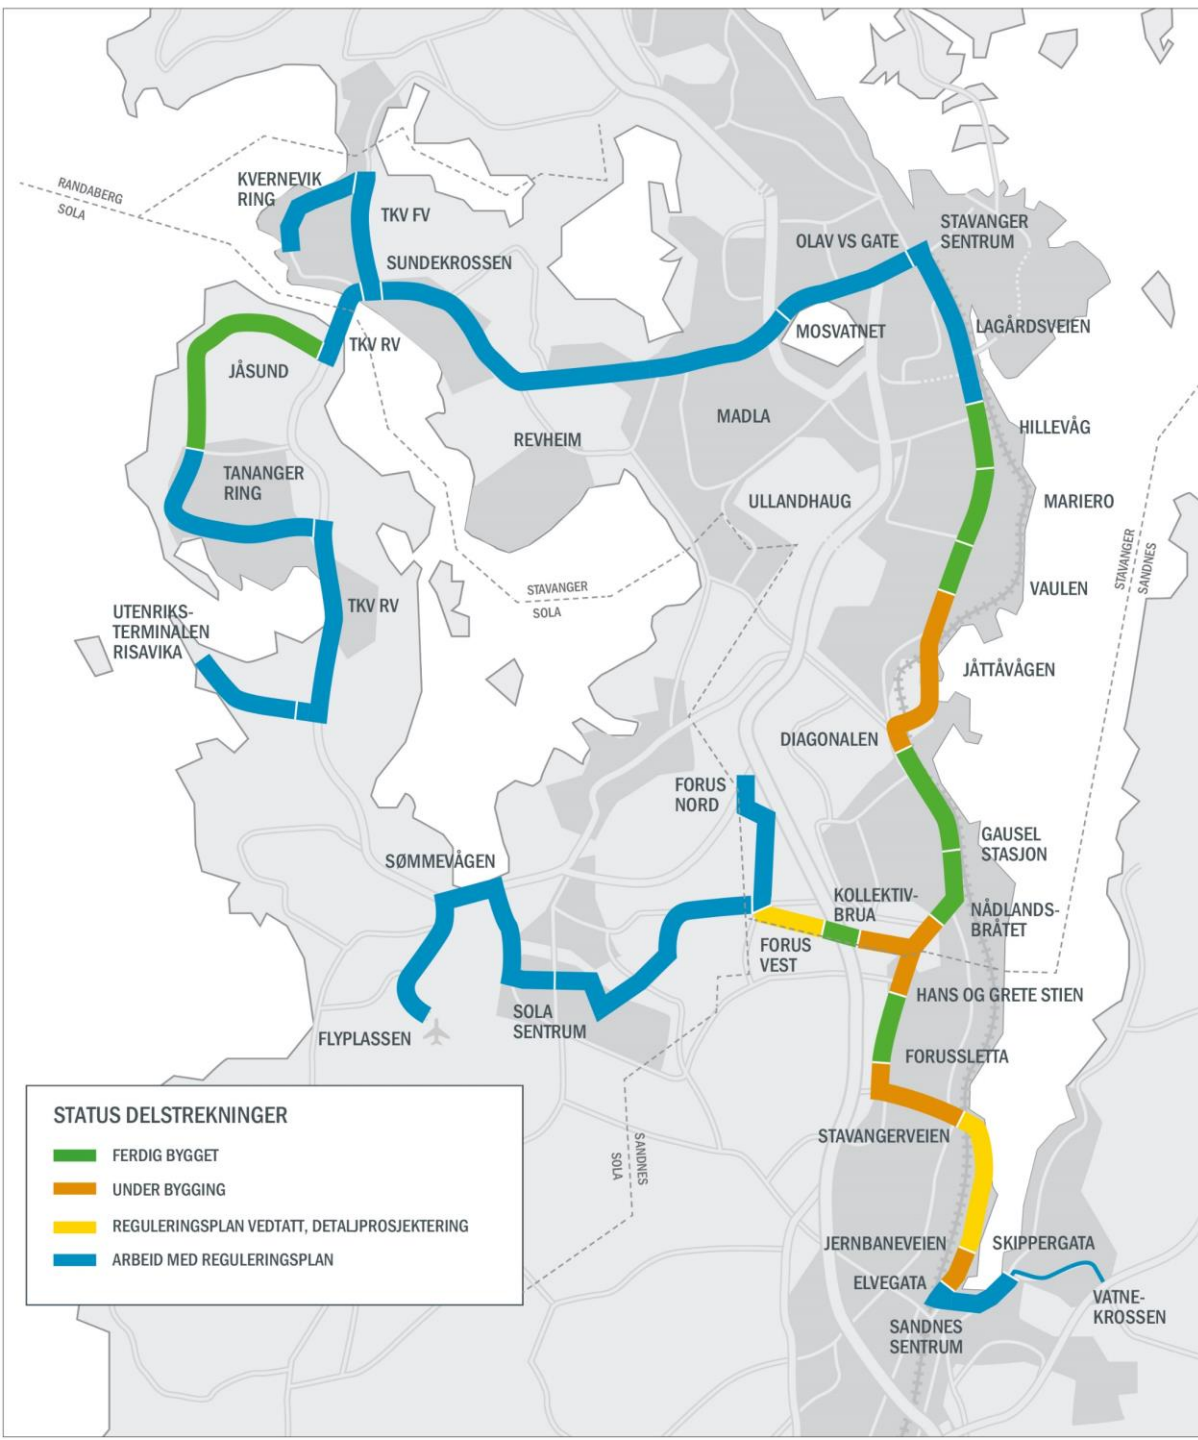 RANDABERG
SOLA
KVERNEVIK
RING
TKV FV
SUNDEKROSSEN
OLAV VS GATE
STAVANGER
SENTRUM
LAGÅRDSVEIEN
MOSVATNET
TKV RV
JÅSUND
MADLA
HILLEVÅG
REVHEIM
TANANGER
RING
ULLANDHAUG
MARIERO
STAVANGER
SANDNES
STAVANGER
SOLA
VAULEN
TKV RV
UTENRIKS-
TERMINALEN
RISAVIKA
JÅTTÅVÅGEN
DIAGONALEN
FORUS
NORD
GAUSEL
STASJON
SØMMEVÅGEN
KOLLEKTIV-
BRUA
NÅDLANDS-
BRÅTET
FORUS
VEST
HANS OG GRETE STIEN
SOLA
SENTRUM
FLYPLASSEN
FORUSSLETTA
STAVANGERVEIEN
SANDNES
SOLA
STATUS DELSTREKNINGER
FERDIG BYGGET
UNDER BYGGING
REGULERINGSPLAN VEDTATT, DETALJPROSJEKTERING
ARBEID MED REGULERINGSPLAN
JERNBANEVEIEN
SKIPPERGATA
ELVEGATA
VATNE-
KROSSEN
SANDNES
SENTRUM